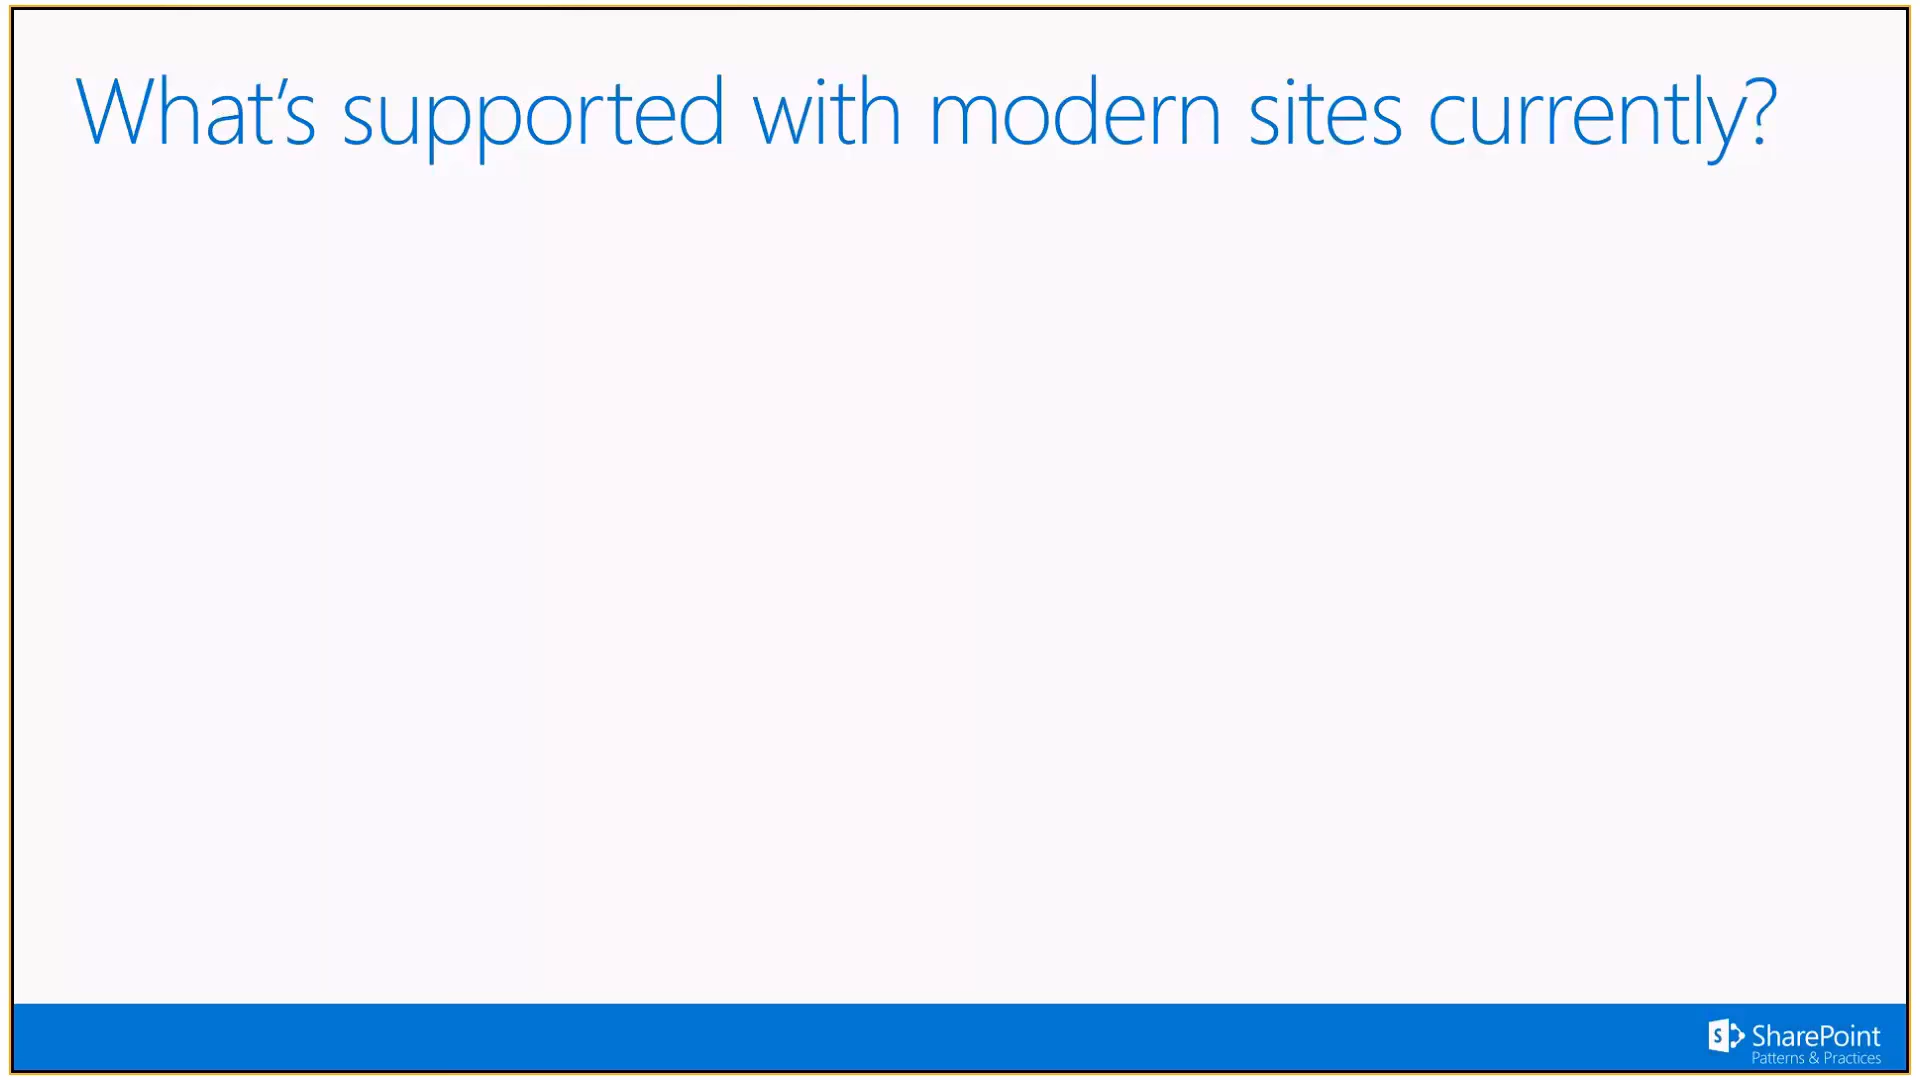 What's supported with modern sites currently?
SharePoint
Patterns & Practices